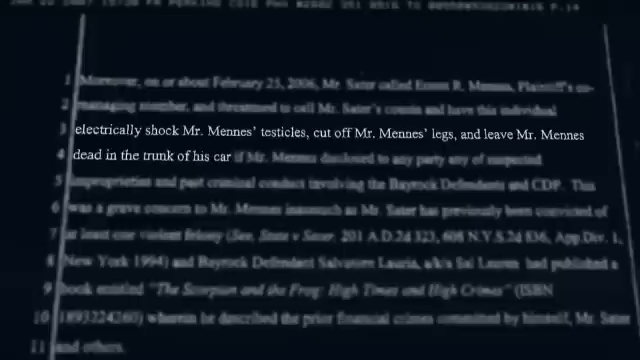 1 Moreover, on or about February 25, 2006, Mr. Sater called Ernest R. Mennes, Plaintiff's co-
2 managing member, and threatened to call Mr. Sater's cousin and have this individual
3 electrically shock Mr. Mennes' testicles, cut off Mr. Mennes' legs, and leave Mr. Mennes
4 dead in the trunk of his car if Mr. Mennes disclosed to any party any of suspected
5 improprieties and past criminal conduct involving the Bayrock Defendants and CDP. This
6 was a grave concern to Mr. Mennes inasmuch as Mr. Sater has previously been convicted of
7 at least one violent felony (See, State v Sater, 201 A.D.2d 323, 608 N.Y.S.2d 836, App.Div. 1,
8 New York 1994) and Bayrock Defendant Salvatore Lauria, a/k/a Sal Lauren had published a
9 book entitled "The Scorpion and the Frog: High Times and High Crimes" (ISBN
10 1893224260) wherein he described the prior financial crimes committed by himself, Mr. Sater
11 and others.